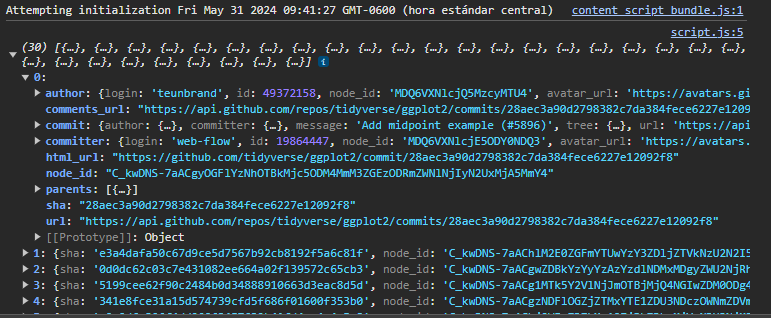 Attempting initialization Fri May 31 2024 09:41:27 GMT-0600 (hora estándar central) content script bundle.js:1
script.js:5
(30) [{…}, {…}, {…}, {…}, {…}, {…}, {…}, {…}, {…}, {…}, {…}, {…}, {…}, {…}, {…}, {…}, {…}, {…}, {…}, {…},
{…}, {…}, {…}, {…}, {…}, {…}, {…}, {…}, {…}, {…}] i
0:
author: {login: 'teunbrand', id: 49372158, node_id: 'MDQ6VXNlcjQ5MzcyMTU4', avatar_url: 'https://avatars.gi
comments_url: "https://api.github.com/repos/tidyverse/ggplot2/commits/28aec3a90d2798382c7da384fece6227e12092
commit: {author: {…}, committer: {…}, message: 'Add midpoint example (#5896)', tree: {…}, url: 'https://api
committer: {login: 'web-flow', id: 19864447, node_id: 'MDQ6VXNlcjE5ODY0NDQ3', avatar_url: 'https://avatars.
html_url: "https://github.com/tidyverse/ggplot2/commit/28aec3a90d2798382c7da384fece6227e12092f8"
node_id: "C_kwDNS-7aACgyOGFlYzNhOTBkMjc5ODM4MmM3ZGEzODRmZWNlNjIyN2UxMjA5MmY4"
parents: [{…}]
sha: "28aec3a90d2798382c7da384fece6227e12092f8"
url: "https://api.github.com/repos/tidyverse/ggplot2/commits/28aec3a90d2798382c7da384fece6227e12092f8"
[[Prototype]]: Object
1: {sha: 'e3a4dafa50c67d9ce5d7567b92cb8192f5a6c81f', node_id: 'C_kwDNS-7aAChlM2E0ZGFmYTUwYzY3ZDljZTVkNzU2N2I5
2: {sha: '0d0dc62c03c7e431082ee664a02f139572c65cb3', node_id: 'C_kwDNS-7aACgwZDBkYzYyYzAzYzdlNDMxMDgyZWU2NjRh
3: {sha: '5199cee62f90c2484b0d34888910663d3eac8d5d', node_id: 'C_kwDNS-7aACg1MTk5Y2VlNjJmOTBjMjQ4NGIwZDM0ODg4
4: {sha: '341e8fce31a15d574739cfd5f686f01600f353b0', node_id: 'C_kwDNS-7aACgzNDFlOGZjZTMxYTE1ZDU3NDczOWNmZDVm